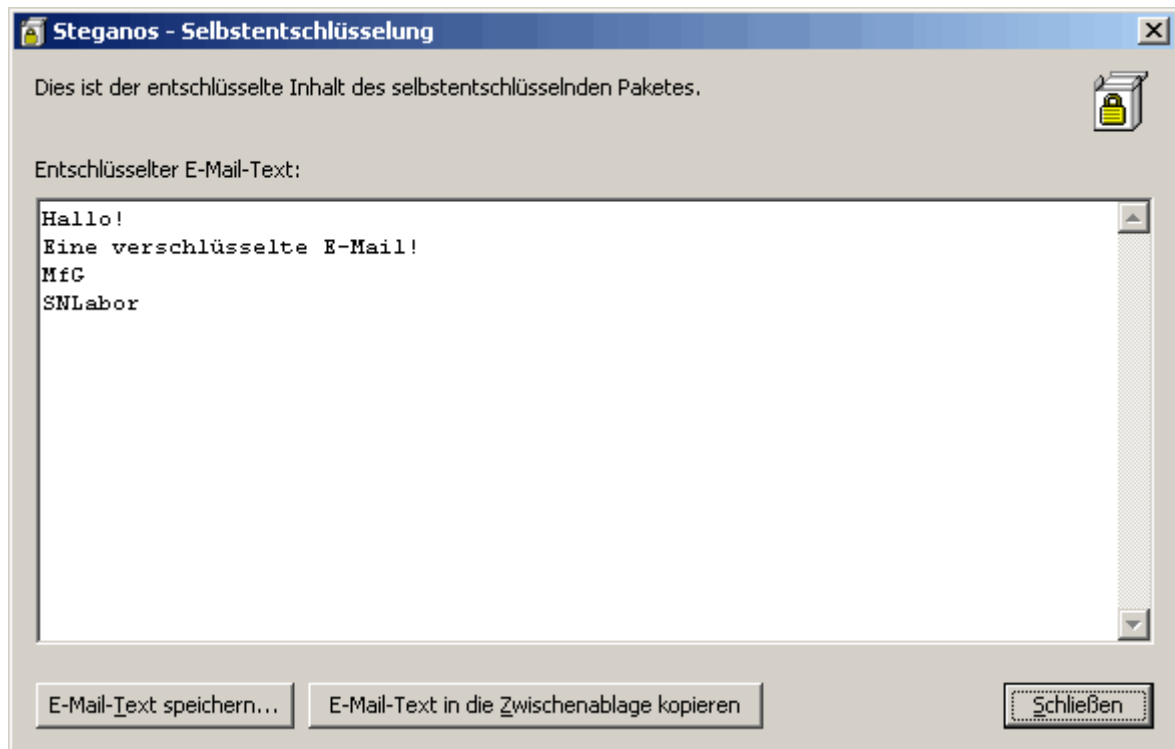 Steganos - Selbstentschlüsselung
Dies ist der entschlüsselte Inhalt des selbstentschlüsselnden Paketes.
Entschlüsselter E-Mail-Text:
Hallo!
Eine verschlüsselte E-Mail!
MfG
SNLabor
E-Mail-Text speichern... E-Mail-Text in die Zwischenablage kopieren Schließen